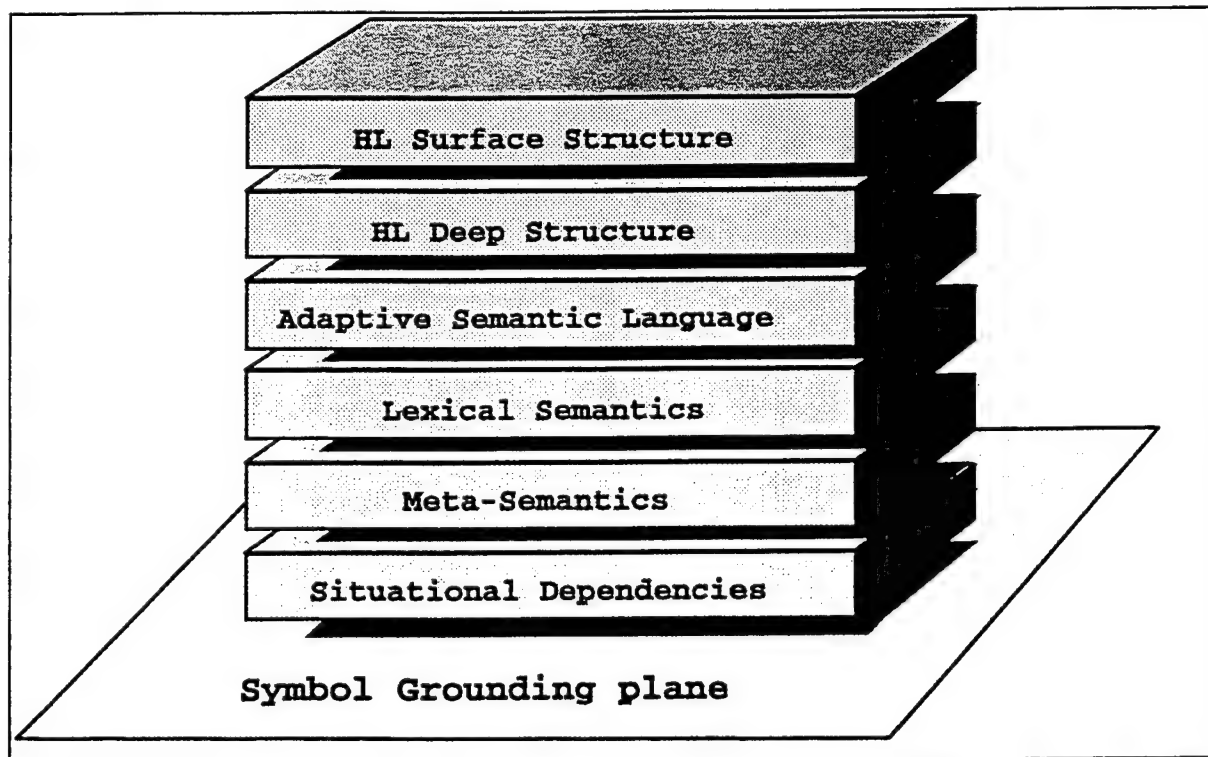 HL Surface Structure
HL Deep Structure
Adaptive Semantic Language
Lexical Semantics
Meta-Semantics
Situational Dependencies
Symbol Grounding plane